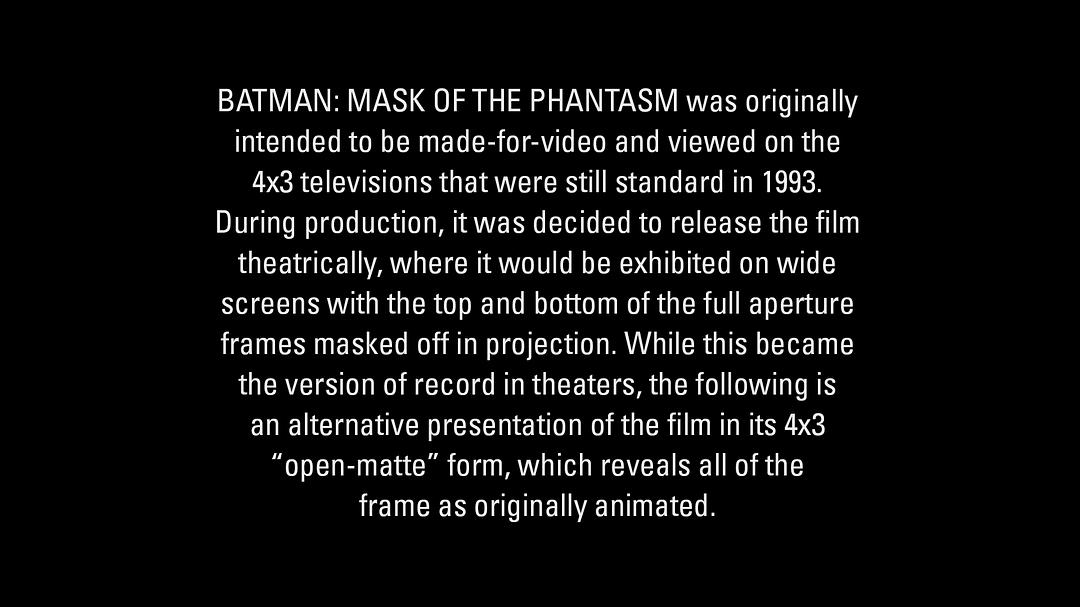 BATMAN: MASK OF THE PHANTASM was originally
intended to be made-for-video and viewed on the
4x3 televisions that were still standard in 1993.
During production, it was decided to release the film
theatrically, where it would be exhibited on wide
screens with the top and bottom of the full aperture
frames masked off in projection. While this became
the version of record in theaters, the following is
an alternative presentation of the film in its 4x3
“open-matte” form, which reveals all of the
frame as originally animated.